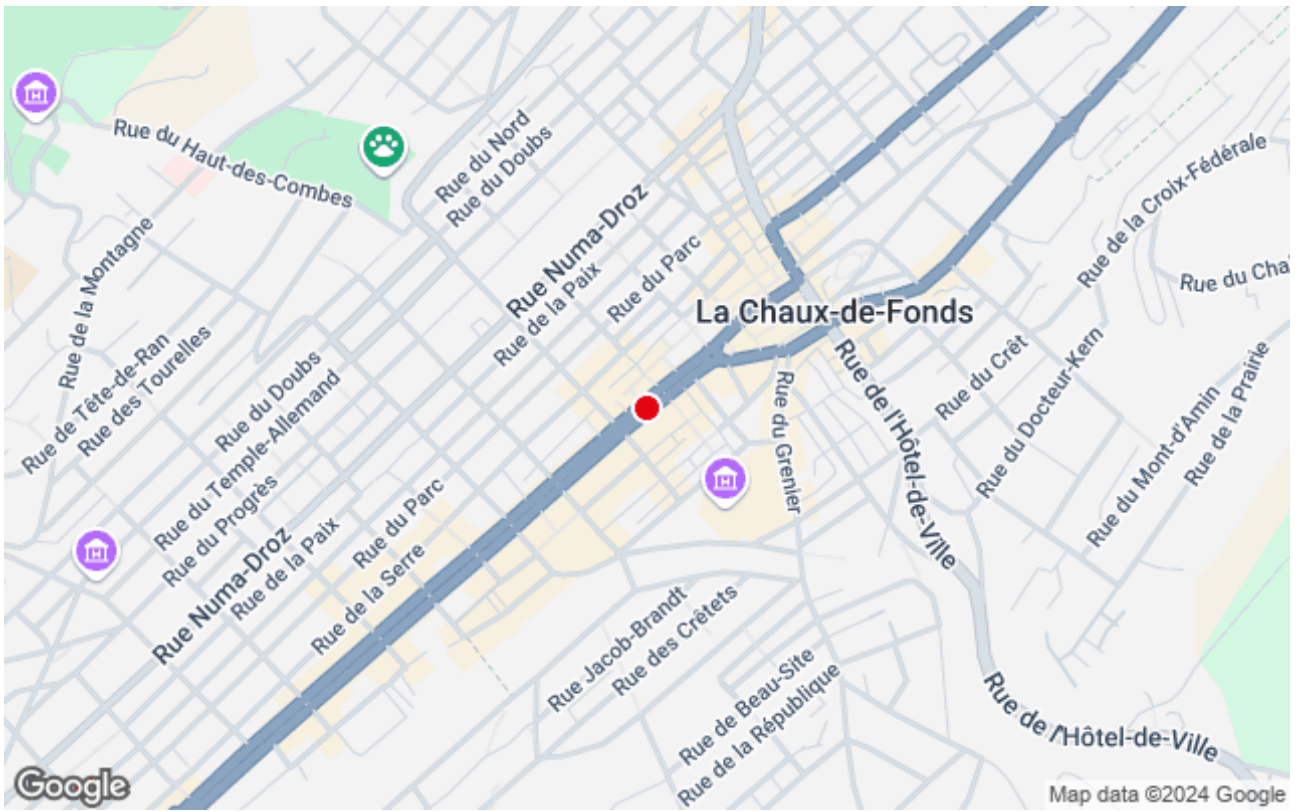 Rue du Haut-des-Combes
Rue du Nord
Rue du Doubs
Rue de la Croix-Fédérale
Rue Numa-Droz
Rue de la Montagne
Rue du Parc
Rue de la Paix
Rue du Cha
La Chaux-de-Fonds
Rue de Tête-de-Ran
Rue des Tourelles
Rue du Doubs
Rue du Temple-Allemand
Rue du Crêt
Rue du Docteur-Kern
Rue de l'Hôtel-de-Ville
Rue du Grenier
Rue du Mont-d'Amin
Rue de la Prairie
Rue du Progrès
Rue du Parc
Rue Numa-Droz
Rue de la Paix
Rue de la Serre
Rue Jacob-Brandt
Rue des Crêtets
Rue de Beau-Site
Rue de la République
Rue de l'Hôtel-de-Ville
Google
Map data ©2024 Google